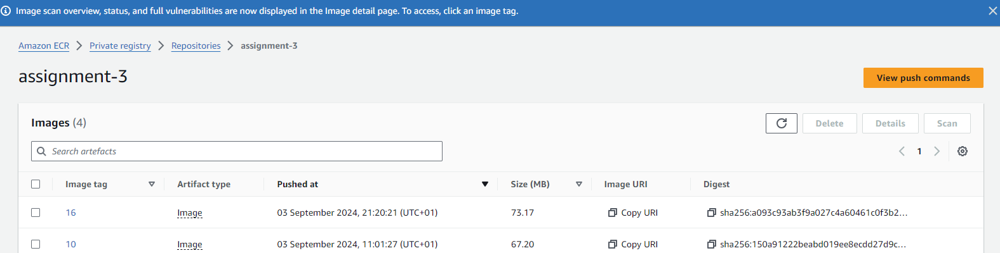 Image scan overview, status, and full vulnerabilities are now displayed in the Image detail page. To access, click an image tag.
Amazon ECR > Private registry > Repositories > assignment-3
assignment-3
View push commands
Images (4)
Delete Details Scan
Search artefacts
1
Image tag Artifact type Pushed at Size (MB) Image URI Digest
16 Image 03 September 2024, 21:20:21 (UTC+01) 73.17 Copy URI sha256:a093c93ab3f9a027c4a60461c0f3b2...
10 Image 03 September 2024, 11:01:27 (UTC+01) 67.20 Copy URI sha256:150a91222beabd019ee8ecdd27d9c...